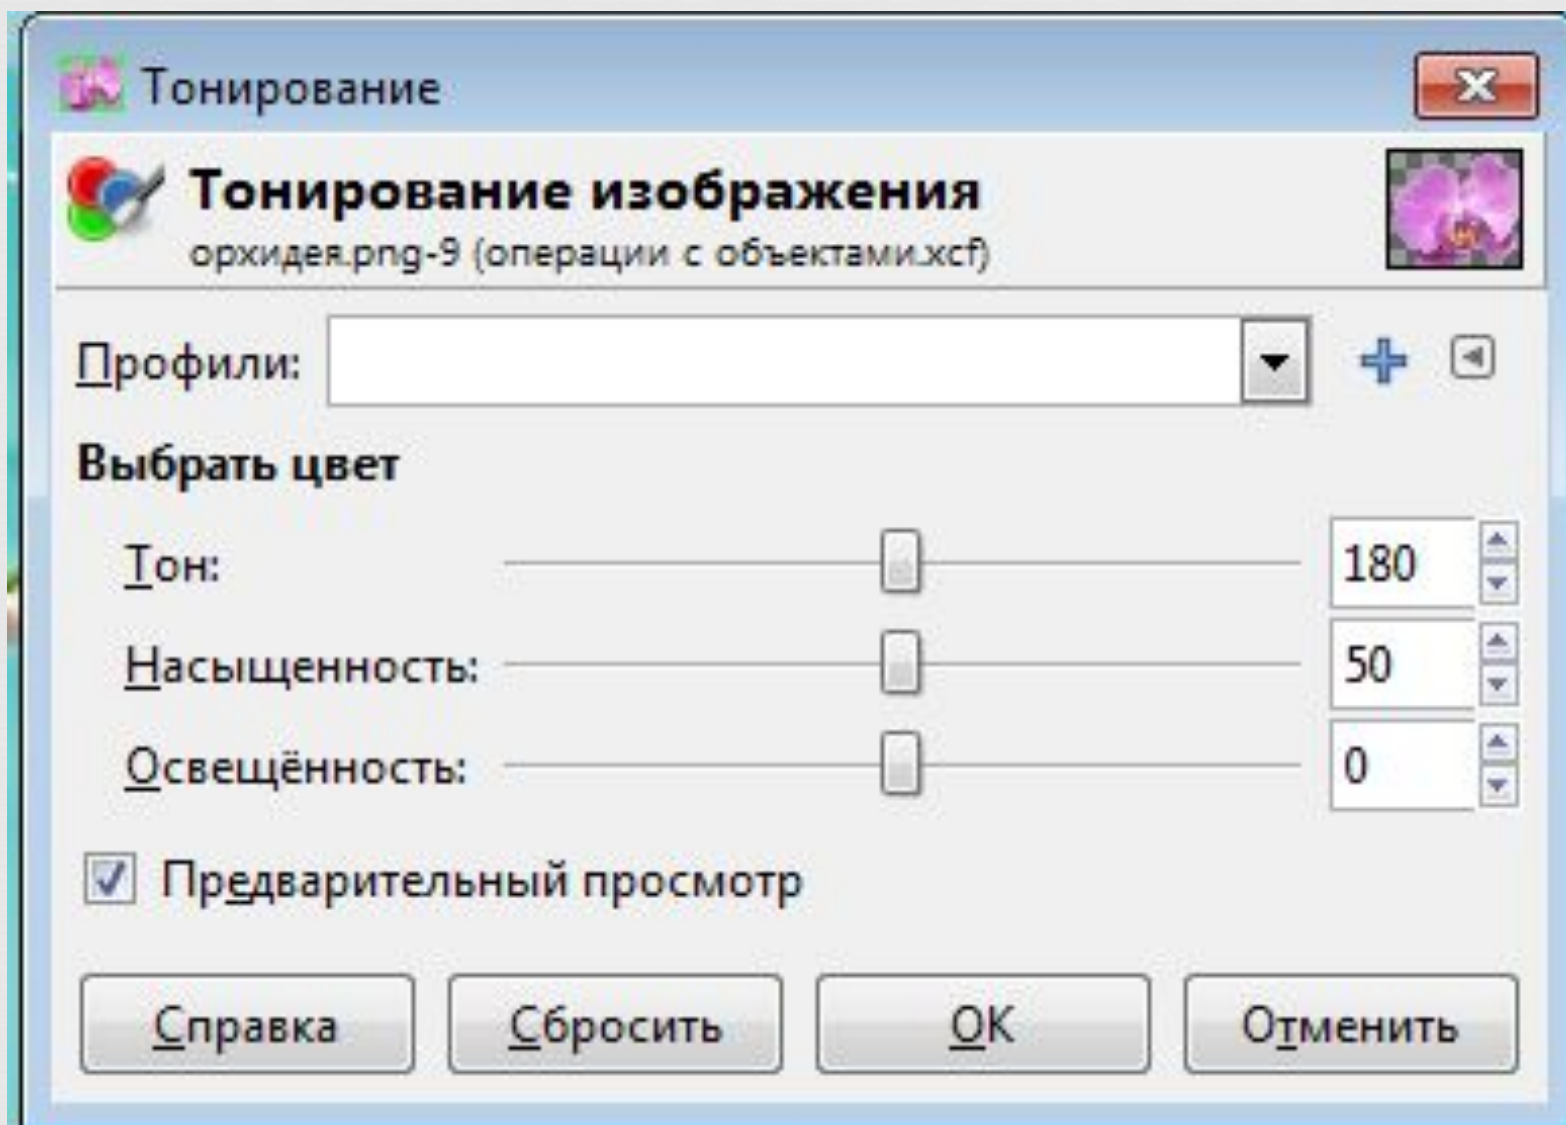 Тонирование
Тонирование изображения
орхидея.png-9 (операции с объектами.xcf)
Профили:
Выбрать цвет
Тон: 180
Насыщенность: 50
Освещённость: 0
Предварительный просмотр
Справка Сбросить OK Отменить